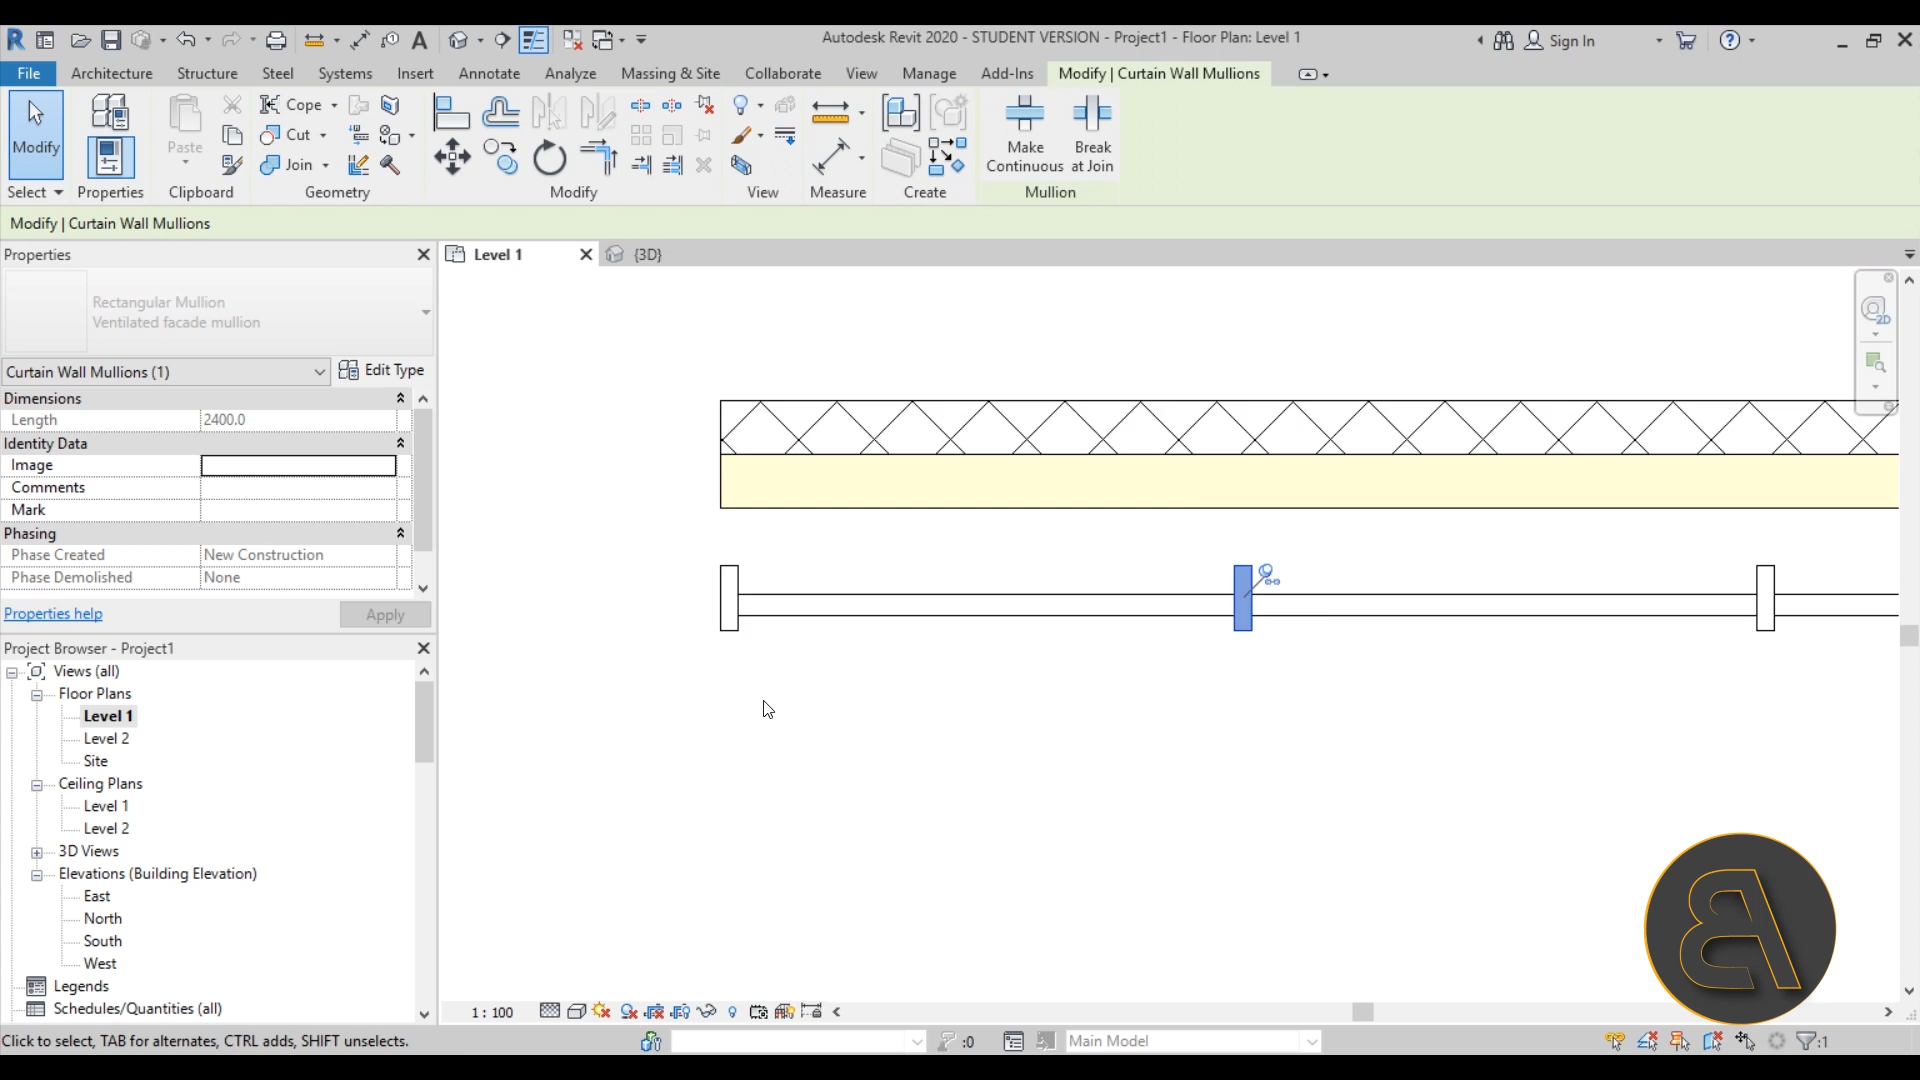 Autodesk Revit 2020 - STUDENT VERSION - Project1 - Floor Plan: Level 1
Sign In
File Architecture Structure Steel Systems Insert Annotate Analyze Massing & Site Collaborate View Manage Add-Ins Modify | Curtain Wall Mullions
Modify
Paste
Cope
Cut
Join
Make Continuous
Break at Join
Select Properties Clipboard Geometry Modify View Measure Create Mullion
Modify | Curtain Wall Mullions
Properties
Level 1
{3D}
2D
Rectangular Mullion
Ventilated facade mullion
Curtain Wall Mullions (1)
Edit Type
Dimensions
Length 2400.0
Identity Data
Image
Comments
Mark
Phasing
Phase Created New Construction
Phase Demolished None
Properties help
Apply
Project Browser - Project1
Views (all)
Floor Plans
Level 1
Level 2
Site
Ceiling Plans
Level 1
Level 2
3D Views
Elevations (Building Elevation)
East
North
South
West
Legends
Schedules/Quantities (all)
1 : 100
Click to select, TAB for alternates, CTRL adds, SHIFT unselects.
:0
Main Model
:1